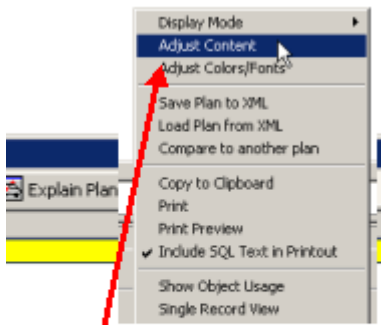 Display Mode
Adjust Content
Adjust Colors/Fonts
Save Plan to XML
Load Plan from XML
Compare to another plan
Explain Plan
Copy to Clipboard
Print
Print Preview
Include SQL Text in Printout
Show Object Usage
Single Record View